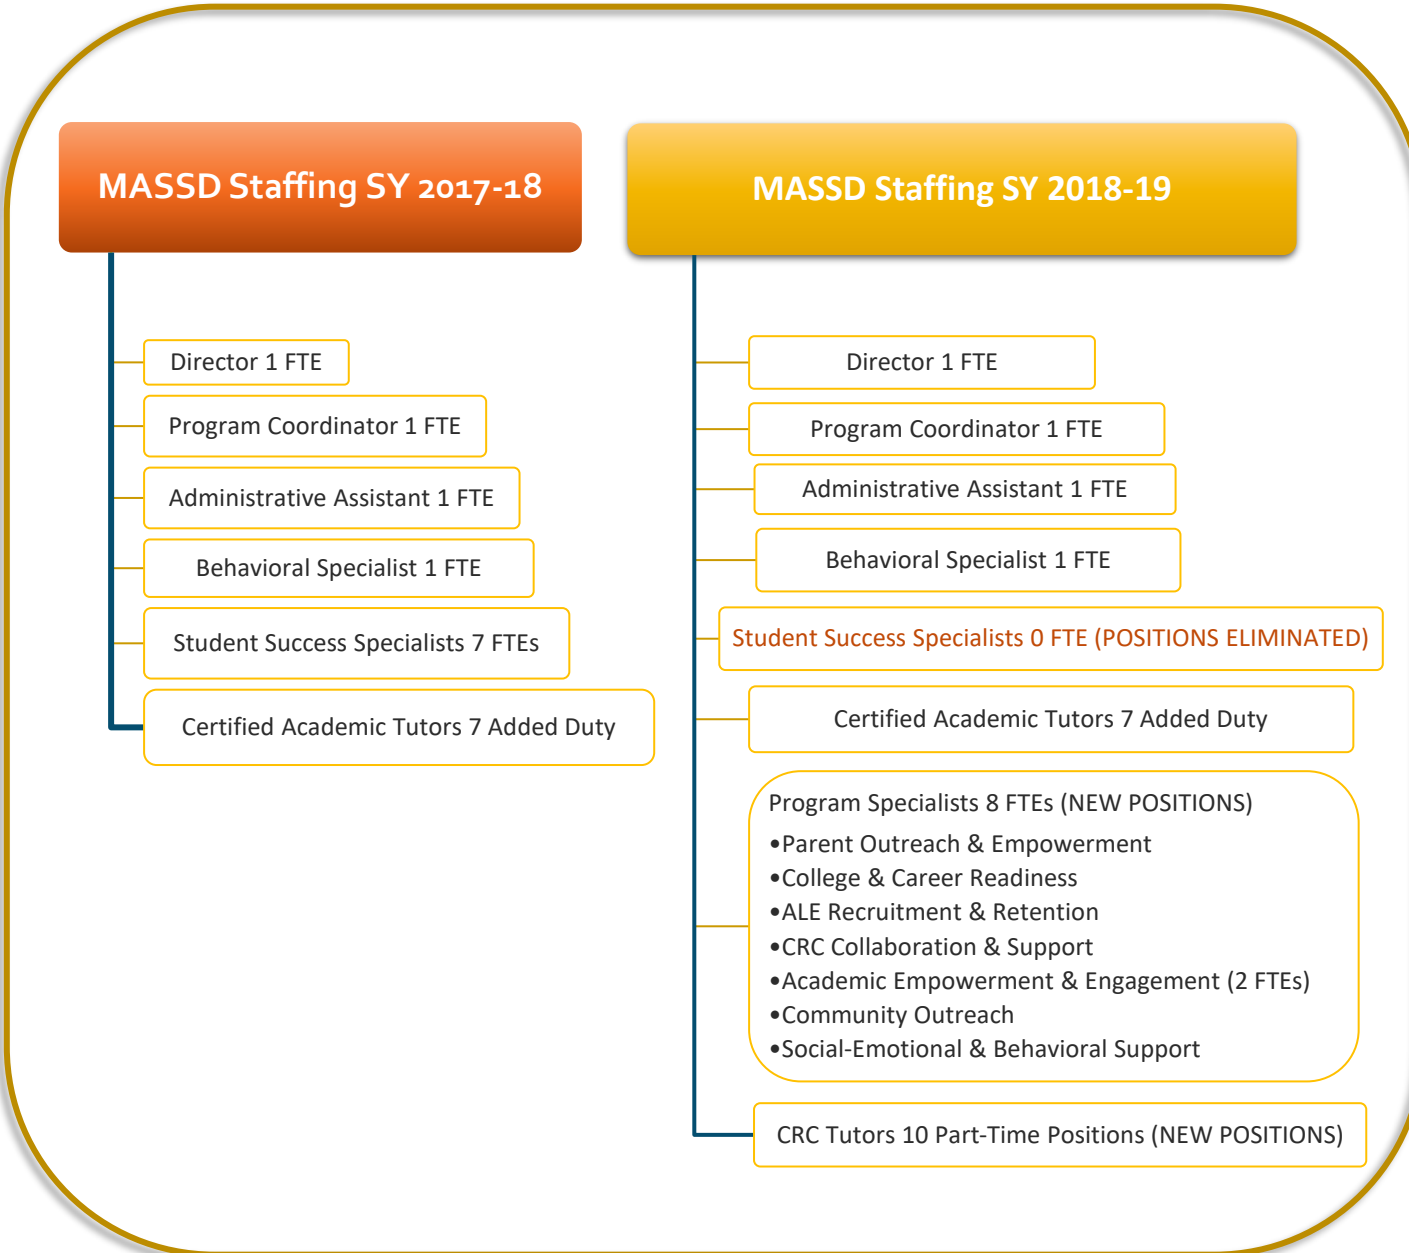 MASSD Staffing SY 2017-18
Director 1 FTE
Program Coordinator 1 FTE
Administrative Assistant 1 FTE
Behavioral Specialist 1 FTE
Student Success Specialists 7 FTEs
Certified Academic Tutors 7 Added Duty
MASSD Staffing SY 2018-19
Director 1 FTE
Program Coordinator 1 FTE
Administrative Assistant 1 FTE
Behavioral Specialist 1 FTE
Student Success Specialists 0 FTE (POSITIONS ELIMINATED)
Certified Academic Tutors 7 Added Duty
Program Specialists 8 FTEs (NEW POSITIONS)
•Parent Outreach & Empowerment
•College & Career Readiness
•ALE Recruitment & Retention
•CRC Collaboration & Support
•Academic Empowerment & Engagement (2 FTEs)
•Community Outreach
•Social-Emotional & Behavioral Support
CRC Tutors 10 Part-Time Positions (NEW POSITIONS)